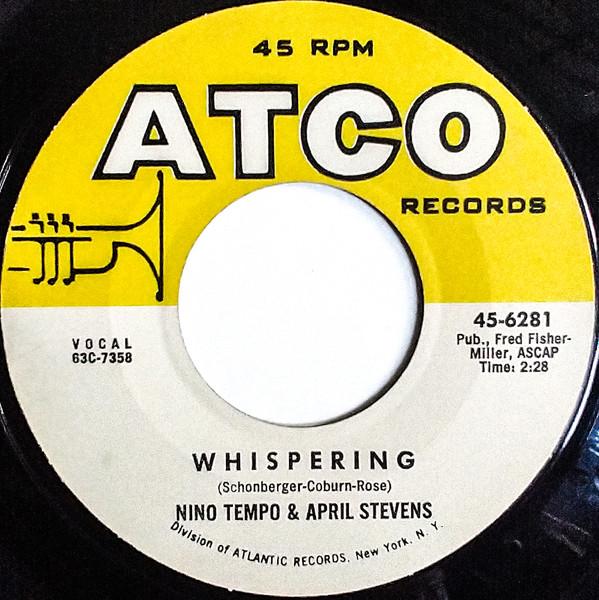 45 RPM
ATCO
RECORDS
VOCAL
63C-7358
45-6281
Pub., Fred Fisher-
Miller, ASCAP
Time: 2:28
WHISPERING
(Schonberger-Coburn-Rose)
NINO TEMPO & APRIL STEVENS
Division of ATLANTIC RECORDS, New York, N. Y.